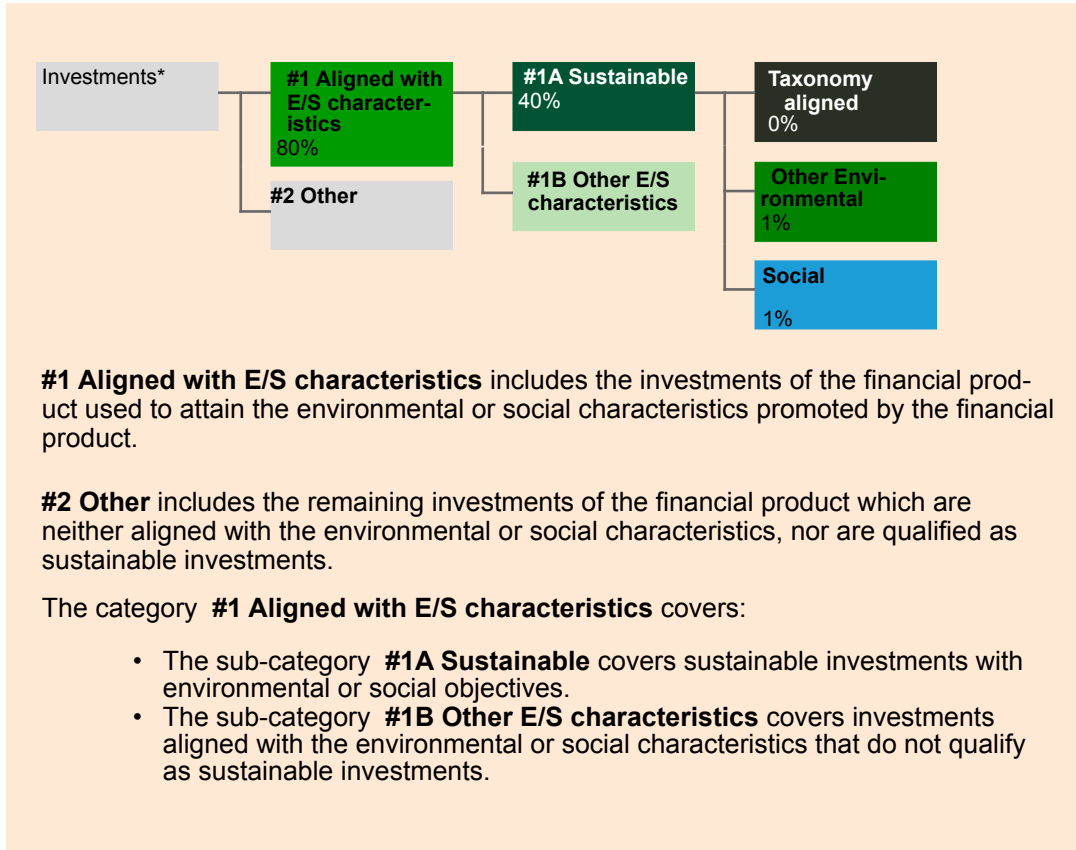 Investments*
#1 Aligned with
E/S character-
istics
80%
#2 Other
#1A Sustainable
40%
#1B Other E/S
characteristics
Taxonomy
aligned
0%
Other Envi-
ronmental
1%
Social
1%
#1 Aligned with E/S characteristics includes the investments of the financial prod-
uct used to attain the environmental or social characteristics promoted by the financial
product.
#2 Other includes the remaining investments of the financial product which are
neither aligned with the environmental or social characteristics, nor are qualified as
sustainable investments.
The category #1 Aligned with E/S characteristics covers:
• The sub-category #1A Sustainable covers sustainable investments with
environmental or social objectives.
• The sub-category #1B Other E/S characteristics covers investments
aligned with the environmental or social characteristics that do not qualify
as sustainable investments.